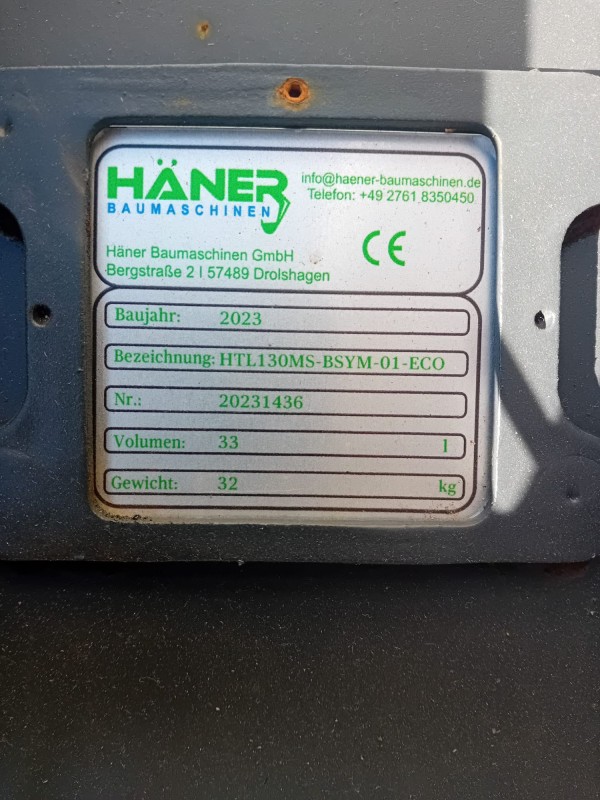 HÄNER
BAUMASCHINEN
info@haener-baumaschinen.de
Telefon: +49 2761 8350450
CE
Häner Baumaschinen GmbH
Bergstraße 2 I 57489 Drolshagen
Baujahr: 2023
Bezeichnung: HTL130MS-BSYM-01-ECO
Nr.: 20231436
Volumen: 33 l
Gewicht: 32 kg